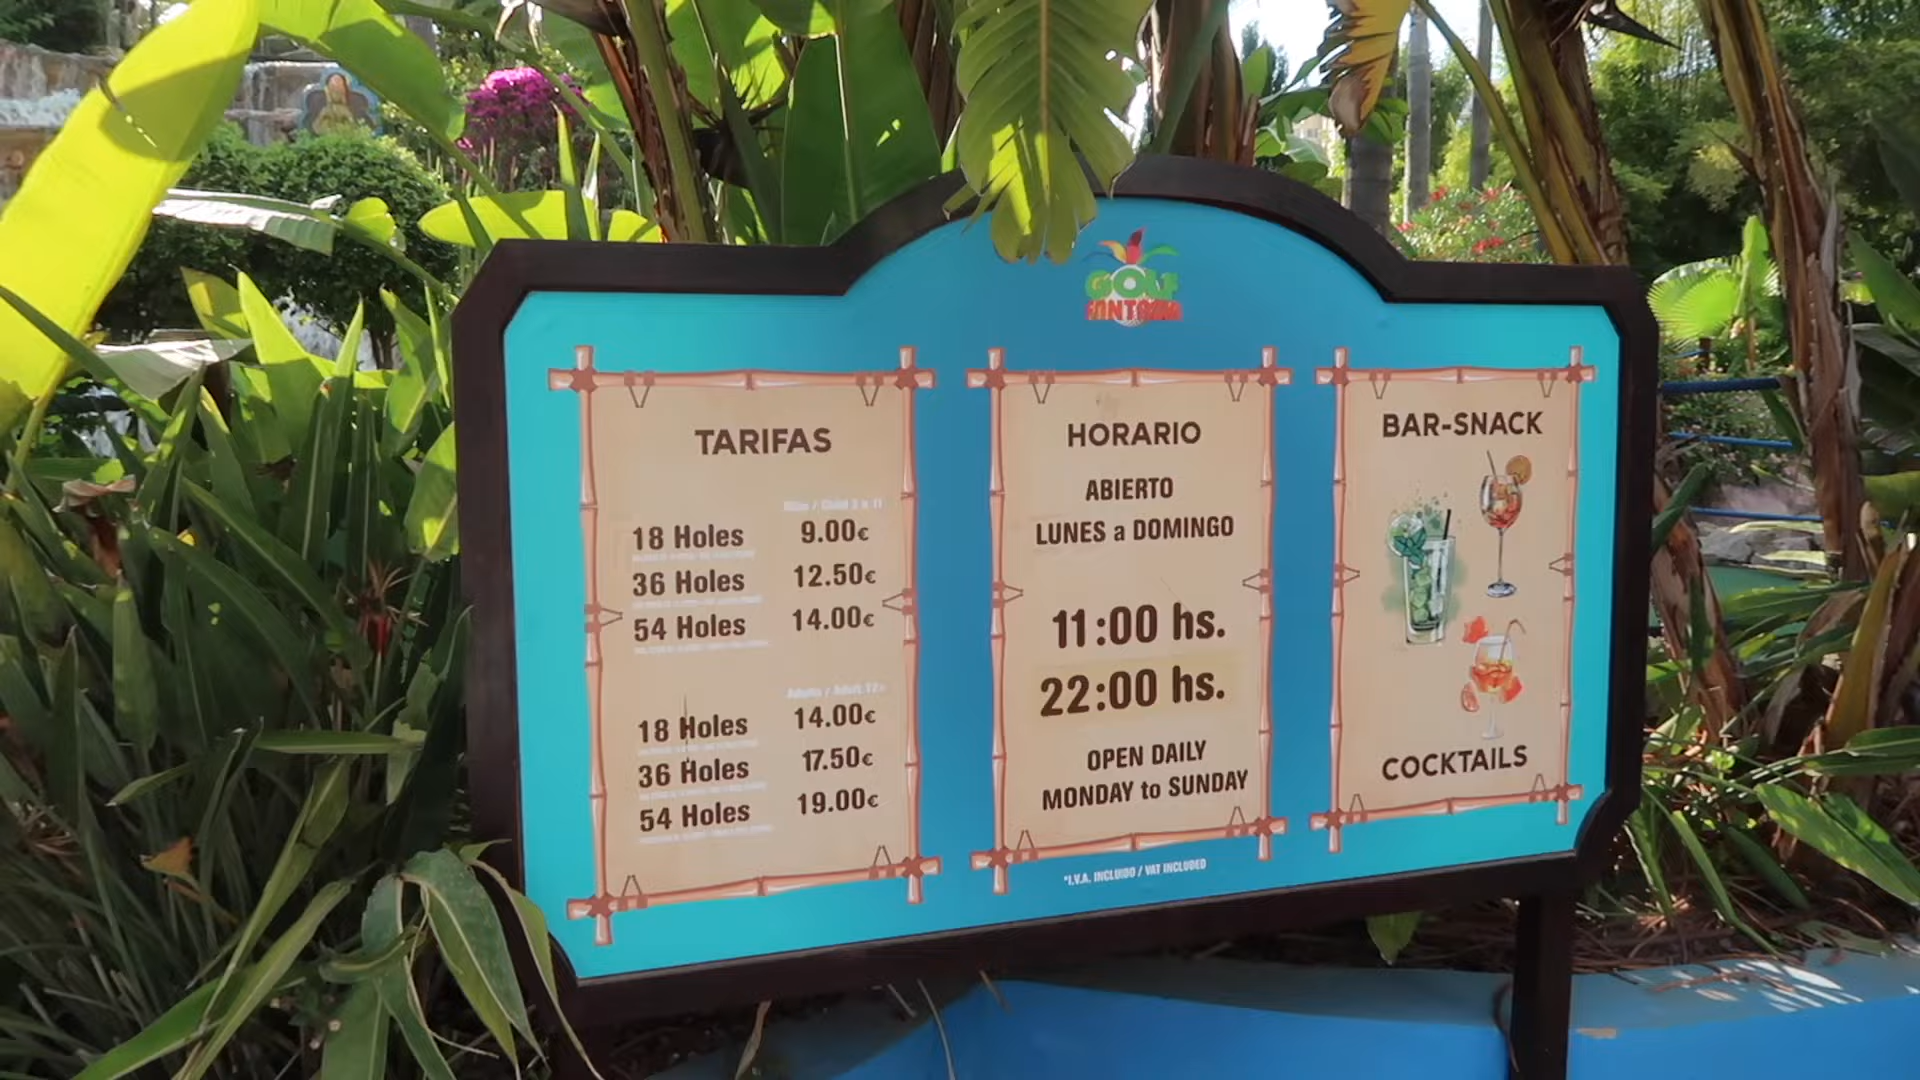 GOLF
FANTASIA
TARIFAS
18 Holes 9.00€
36 Holes 12.50€
54 Holes 14.00€
18 Holes 14.00€
36 Holes 17.50€
54 Holes 19.00€
HORARIO
ABIERTO
LUNES a DOMINGO
11:00 hs.
22:00 hs.
OPEN DAILY
MONDAY to SUNDAY
BAR-SNACK
COCKTAILS
*I.V.A. INCLUIDO / VAT INCLUDED